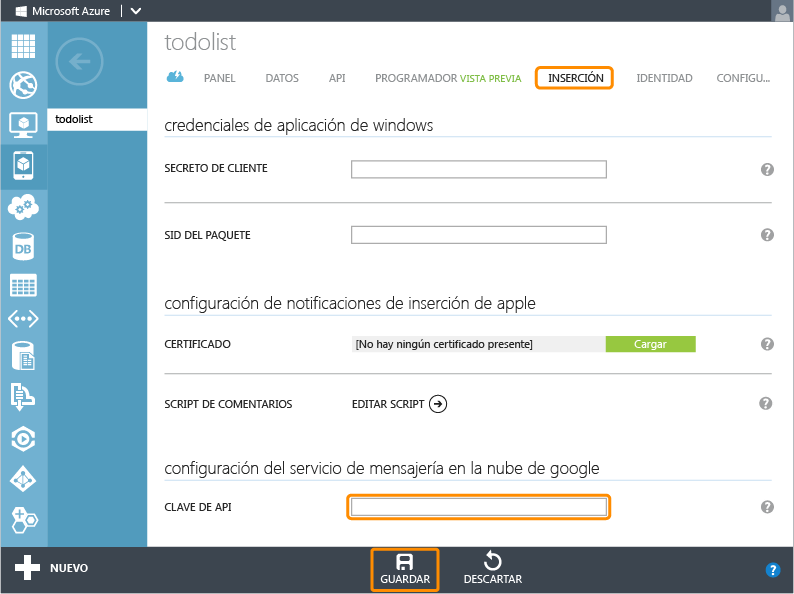 Microsoft Azure
todolist
todolist
PANEL DATOS API PROGRAMADOR VISTA PREVIA INSERCIÓN IDENTIDAD CONFIGU...
credenciales de aplicación de windows
SECRETO DE CLIENTE ?
SID DEL PAQUETE ?
DB
configuración de notificaciones de inserción de apple
CERTIFICADO [No hay ningún certificado presente] Cargar ?
SCRIPT DE COMENTARIOS EDITAR SCRIPT ?
configuración del servicio de mensajería en la nube de google
CLAVE DE API ?
NUEVO GUARDAR DESCARTAR ?